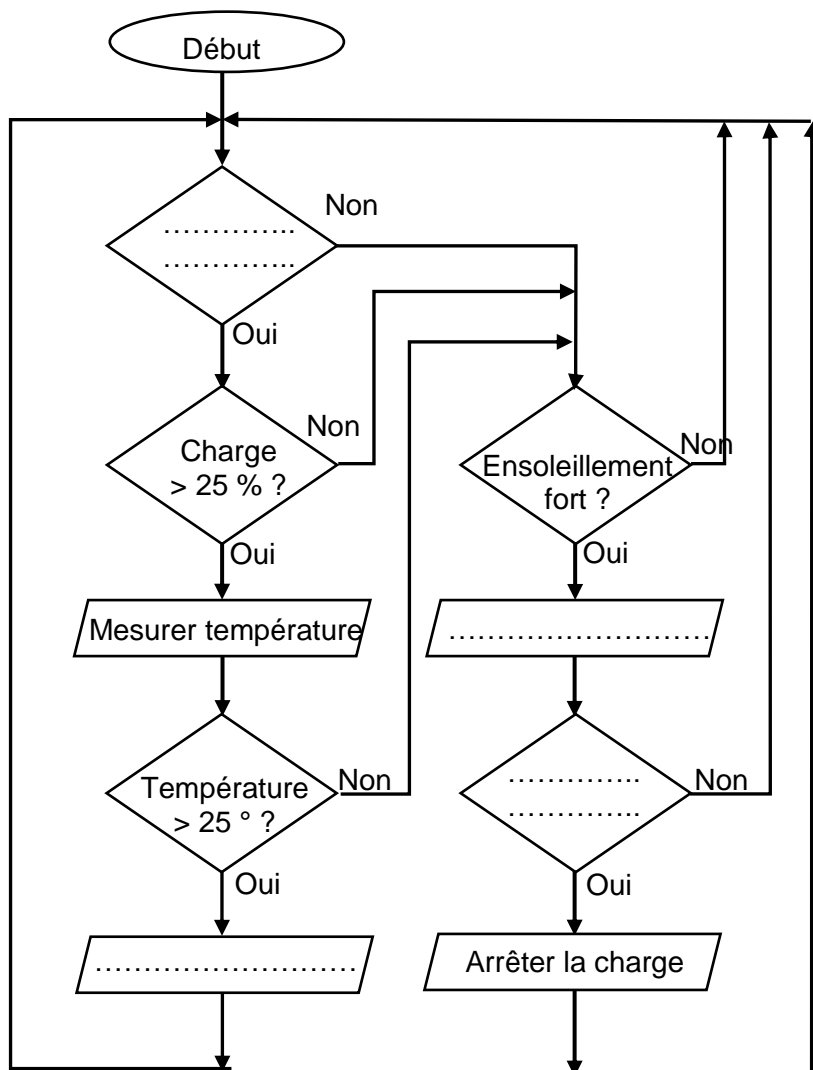 Début
Non
…………..
…………..
Oui
Charge
> 25 % ?
Non
Oui
Mesurer température
Température
> 25 ° ?
Non
Oui
………………………
Ensoleillement
fort ?
Non
Oui
………………………
…………..
…………..
Non
Oui
Arrêter la charge